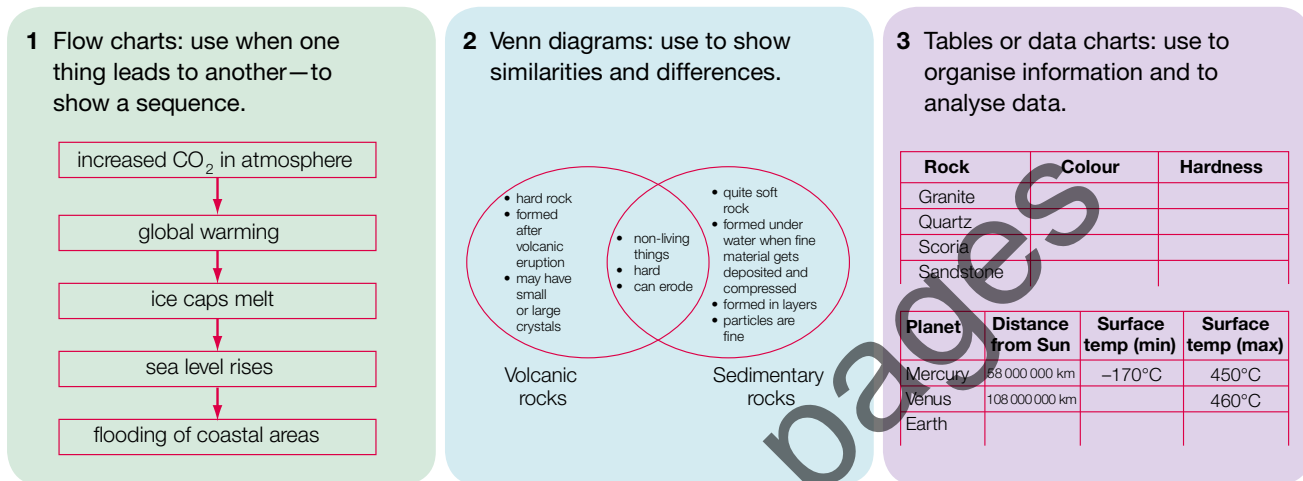 1 Flow charts: use when one
thing leads to another—to
show a sequence.
increased CO₂ in atmosphere
global warming
ice caps melt
sea level rises
flooding of coastal areas
2 Venn diagrams: use to show
similarities and differences.
• hard rock
• formed
after
volcanic
eruption
• may have
small
or large
crystals
• non-living
things
• hard
• can erode
• quite soft
rock
• formed under
water when fine
material gets
deposited and
compressed
• formed in layers
• particles are
fine
Volcanic
rocks
Sedimentary
rocks
3 Tables or data charts: use to
organise information and to
analyse data.
Rock Colour Hardness
Granite
Quartz
Scoria
Sandstone
Planet Distance from Sun Surface temp (min) Surface temp (max)
Mercury 58 000 000 km –170°C 450°C
Venus 108 000 000 km 460°C
Earth
pages